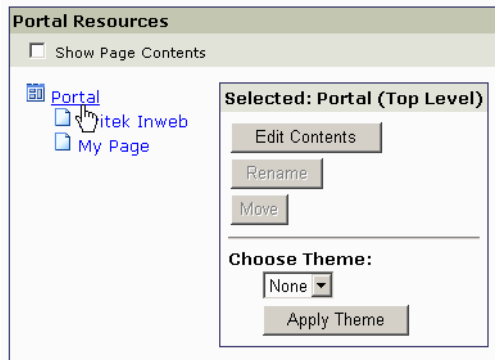 Portal Resources
Show Page Contents
Portal
itek Inweb
My Page
Selected: Portal (Top Level)
Edit Contents
Rename
Move
Choose Theme:
None
Apply Theme